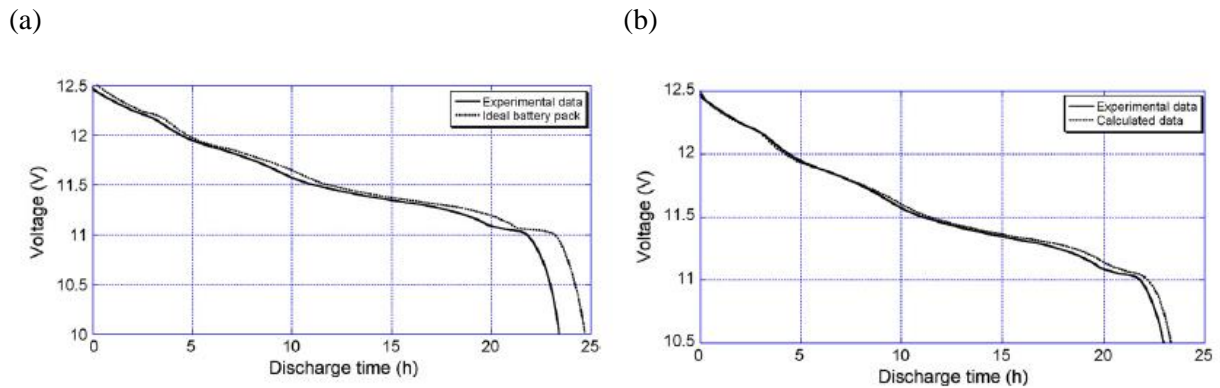 (a)
(b)
12.5
12
11.5
11
10.5
10
Voltage (V)
Experimental data
Ideal battery pack
0 5 10 15 20 25
Discharge time (h)
12.5
12
11.5
11
10.5
Voltage (V)
Experimental data
Calculated data
0 5 10 15 20 25
Discharge time (h)